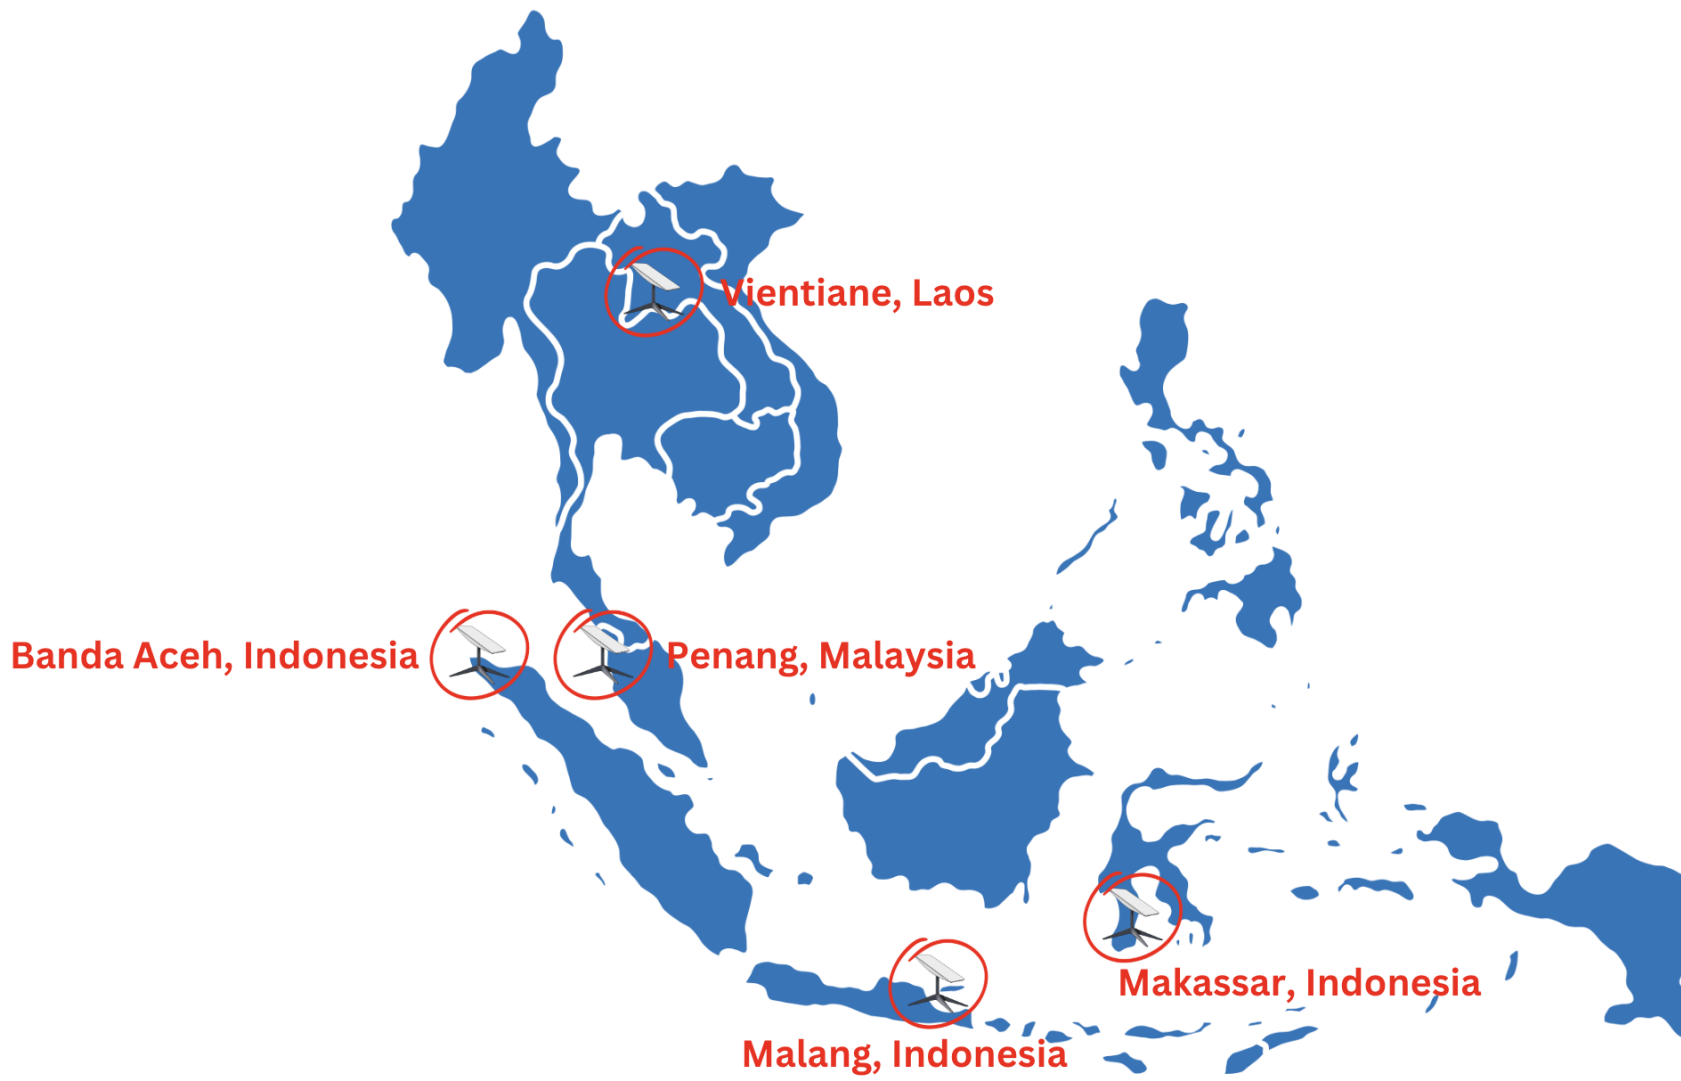 Vientiane, Laos
Banda Aceh, Indonesia
Penang, Malaysia
Makassar, Indonesia
Malang, Indonesia